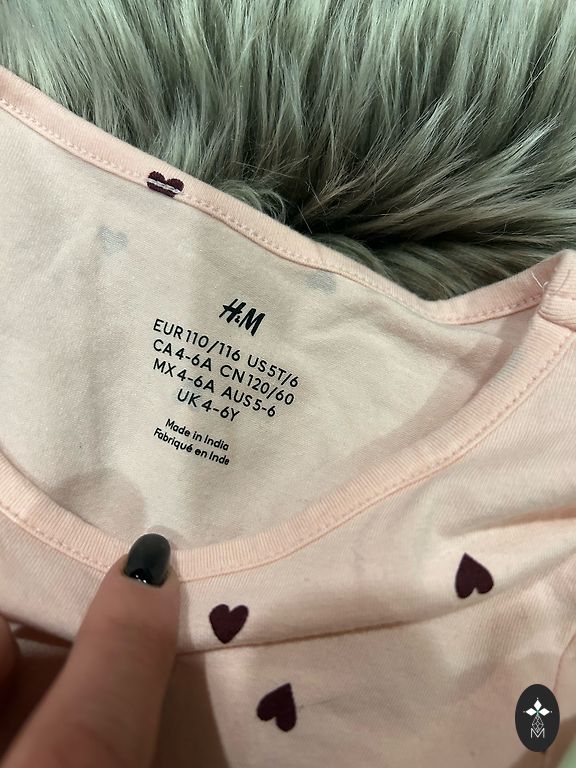 H&M
EUR 110/116 US 5T/6
CA 4-6A CN 120/60
MX 4-6A AUS 5-6
UK 4-6Y
Made in India
Fabriqué en Inde
M